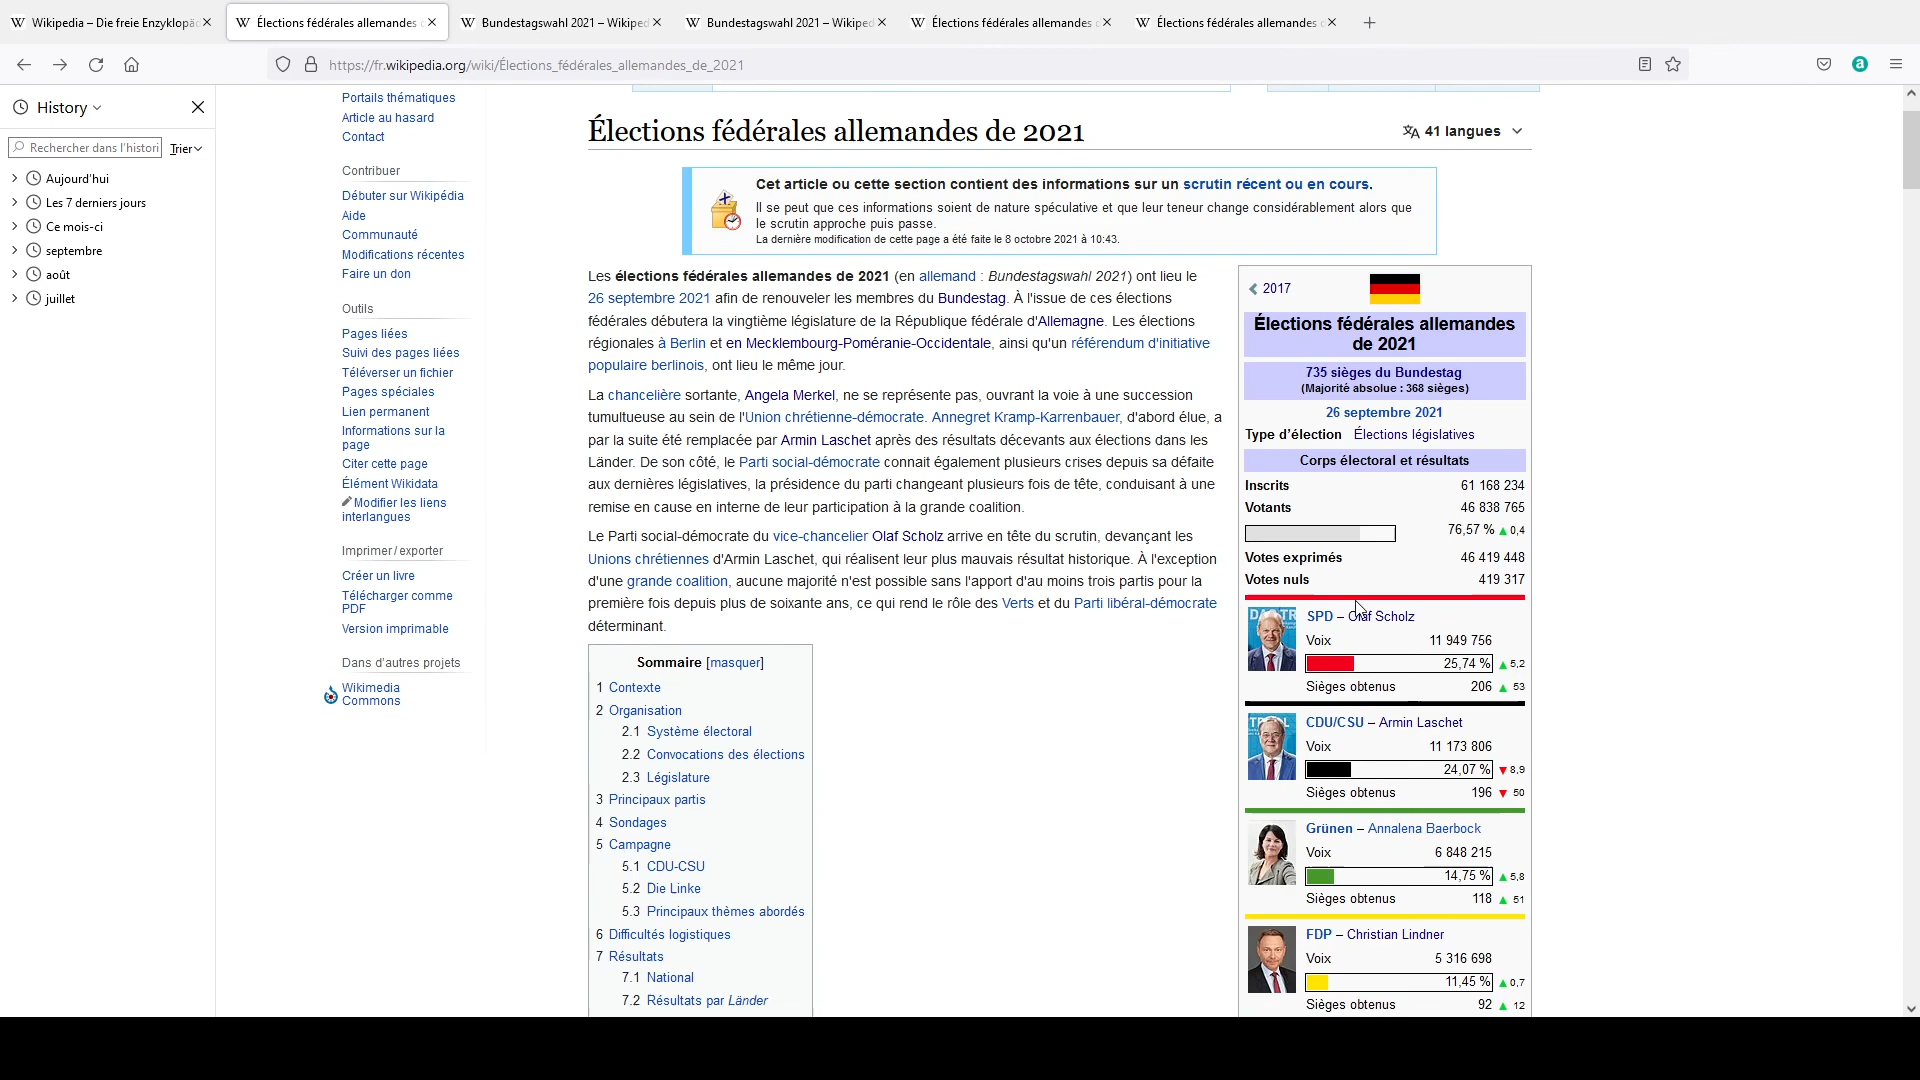 Wikipedia – Die freie Enzyklopäd
Élections fédérales allemandes d
Bundestagswahl 2021 – Wikiped
Bundestagswahl 2021 – Wikiped
Élections fédérales allemandes d
Élections fédérales allemandes d
https://fr.wikipedia.org/wiki/Élections_fédérales_allemandes_de_2021
History
Rechercher dans l'histori
Trier
Aujourd'hui
Les 7 derniers jours
Ce mois-ci
septembre
août
juillet
Portails thématiques
Article au hasard
Contact
Contribuer
Débuter sur Wikipédia
Aide
Communauté
Modifications récentes
Faire un don
Outils
Pages liées
Suivi des pages liées
Téléverser un fichier
Pages spéciales
Lien permanent
Informations sur la
page
Citer cette page
Élément Wikidata
Modifier les liens
interlangues
Imprimer / exporter
Créer un livre
Télécharger comme
PDF
Version imprimable
Dans d'autres projets
Wikimedia
Commons
Élections fédérales allemandes de 2021
41 langues
Cet article ou cette section contient des informations sur un scrutin récent ou en cours.
Il se peut que ces informations soient de nature spéculative et que leur teneur change considérablement alors que
le scrutin approche puis passe.
La dernière modification de cette page a été faite le 8 octobre 2021 à 10:43.
Les élections fédérales allemandes de 2021 (en allemand : Bundestagswahl 2021) ont lieu le
26 septembre 2021 afin de renouveler les membres du Bundestag. À l'issue de ces élections
fédérales débutera la vingtième législature de la République fédérale d'Allemagne. Les élections
régionales à Berlin et en Mecklembourg-Poméranie-Occidentale, ainsi qu'un référendum d'initiative
populaire berlinois, ont lieu le même jour.
La chancelière sortante, Angela Merkel, ne se représente pas, ouvrant la voie à une succession
tumultueuse au sein de l'Union chrétienne-démocrate. Annegret Kramp-Karrenbauer, d'abord élue, a
par la suite été remplacée par Armin Laschet après des résultats décevants aux élections dans les
Länder. De son côté, le Parti social-démocrate connait également plusieurs crises depuis sa défaite
aux dernières législatives, la présidence du parti changeant plusieurs fois de tête, conduisant à une
remise en cause en interne de leur participation à la grande coalition.
Le Parti social-démocrate du vice-chancelier Olaf Scholz arrive en tête du scrutin, devançant les
Unions chrétiennes d'Armin Laschet, qui réalisent leur plus mauvais résultat historique. À l'exception
d'une grande coalition, aucune majorité n'est possible sans l'apport d'au moins trois partis pour la
première fois depuis plus de soixante ans, ce qui rend le rôle des Verts et du Parti libéral-démocrate
déterminant.
Sommaire [masquer]
1 Contexte
2 Organisation
2.1 Système électoral
2.2 Convocations des élections
2.3 Législature
3 Principaux partis
4 Sondages
5 Campagne
5.1 CDU-CSU
5.2 Die Linke
5.3 Principaux thèmes abordés
6 Difficultés logistiques
7 Résultats
7.1 National
7.2 Résultats par Länder
2017
Élections fédérales allemandes
de 2021
735 sièges du Bundestag
(Majorité absolue : 368 sièges)
26 septembre 2021
Type d'élection Élections législatives
Corps électoral et résultats
Inscrits 61 168 234
Votants 46 838 765
76,57 % ▲ 0,4
Votes exprimés 46 419 448
Votes nuls 419 317
SPD – Olaf Scholz
Voix 11 949 756
25,74 % ▲ 5,2
Sièges obtenus 206 ▲ 53
CDU/CSU – Armin Laschet
Voix 11 173 806
24,07 % ▼ 8,9
Sièges obtenus 196 ▼ 50
Grünen – Annalena Baerbock
Voix 6 848 215
14,75 % ▲ 5,8
Sièges obtenus 118 ▲ 51
FDP – Christian Lindner
Voix 5 316 698
11,45 % ▲ 0,7
Sièges obtenus 92 ▲ 12